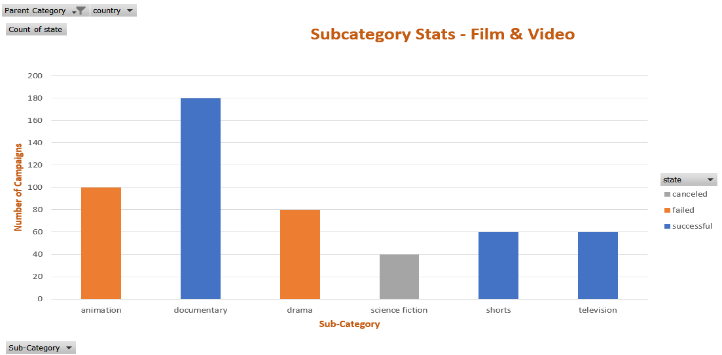 Parent Category country
Count of state
Subcategory Stats - Film & Video
200
180
160
140
120
100
80
60
40
20
0
Number of Campaigns
animation documentary drama science fiction shorts television
Sub-Category
state
canceled
failed
successful
Sub-Category